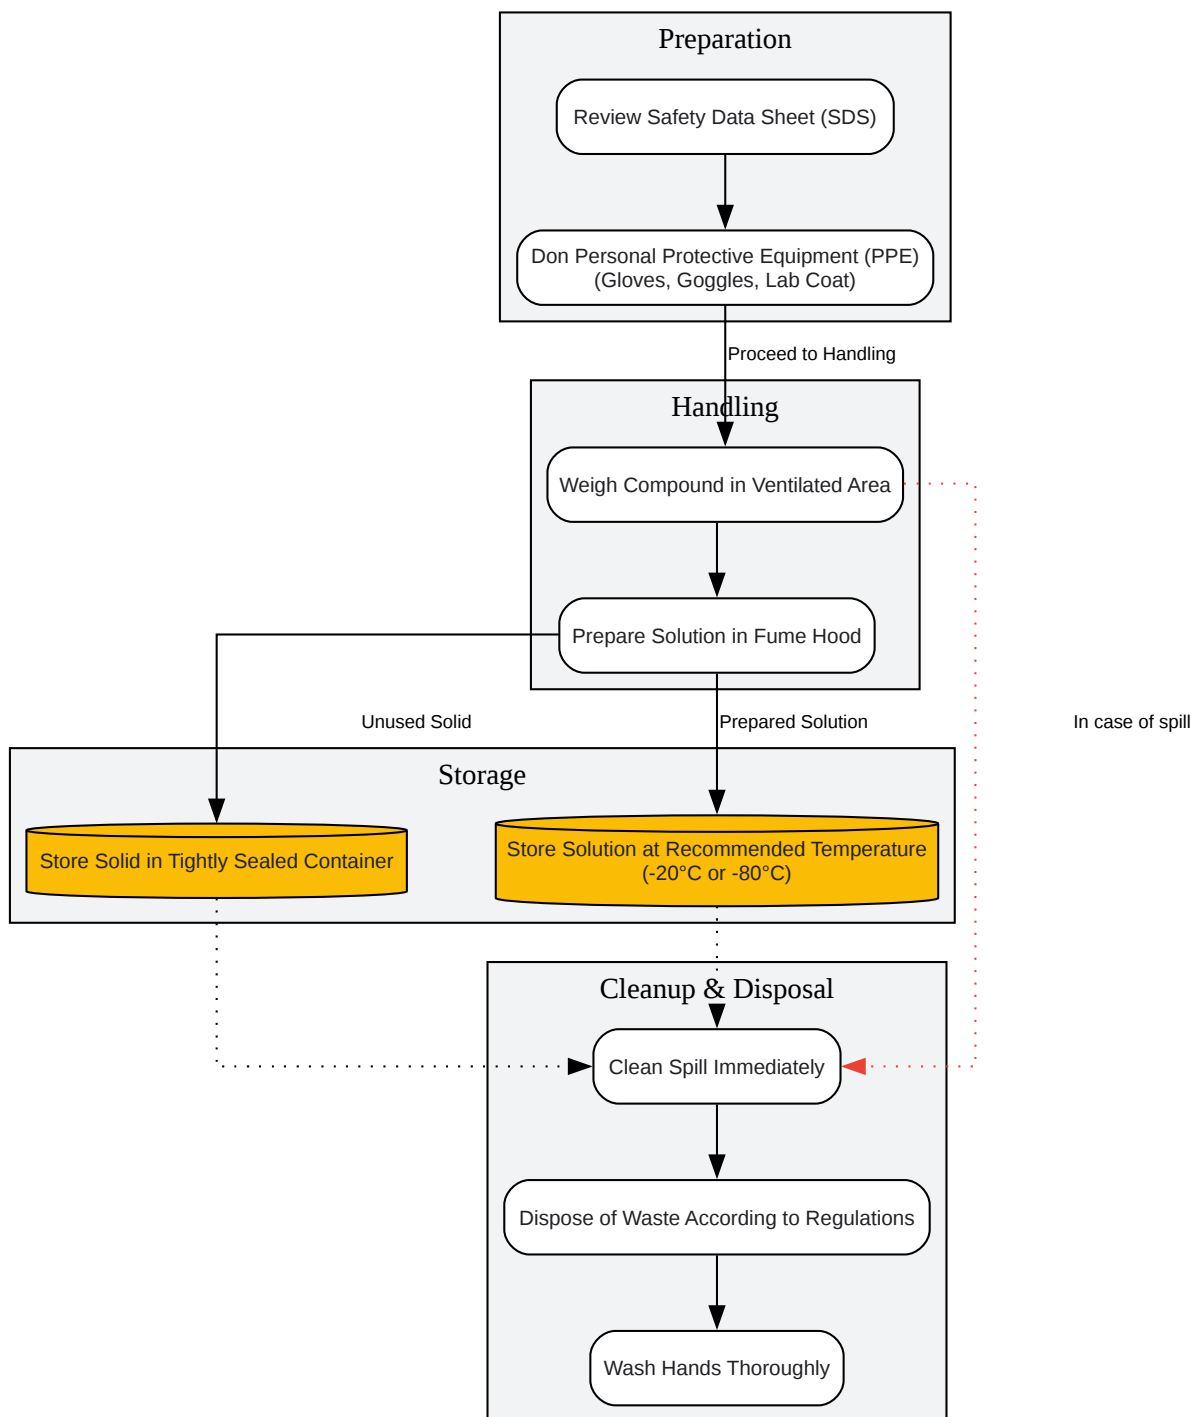 Preparation
Review Safety Data Sheet (SDS)
Don Personal Protective Equipment (PPE)
(Gloves, Goggles, Lab Coat)
Proceed to Handling
Handling
Weigh Compound in Ventilated Area
Prepare Solution in Fume Hood
Unused Solid
Prepared Solution
In case of spill
Storage
Store Solid in Tightly Sealed Container
Store Solution at Recommended Temperature
(-20°C or -80°C)
Cleanup & Disposal
Clean Spill Immediately
Dispose of Waste According to Regulations
Wash Hands Thoroughly